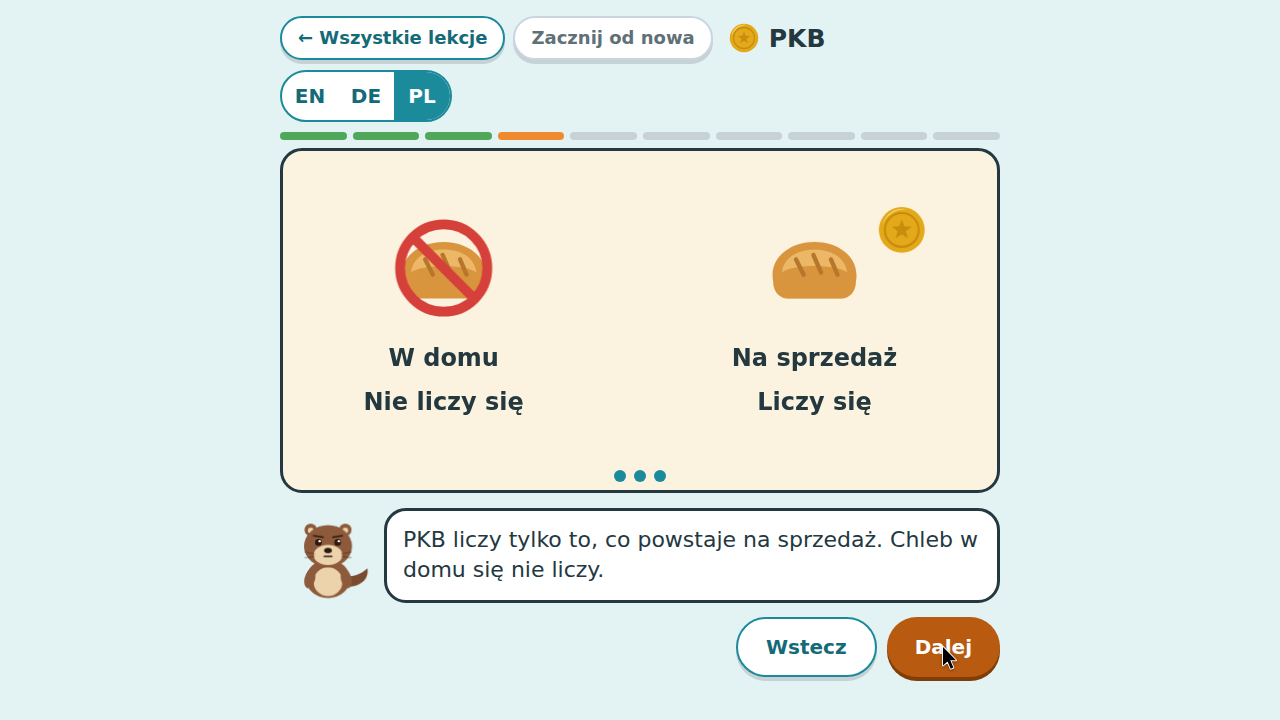 ← Wszystkie lekcje
Zacznij od nowa
PKB
EN DE PL
W domu
Nie liczy się
Na sprzedaż
Liczy się
PKB liczy tylko to, co powstaje na sprzedaż. Chleb w
domu się nie liczy.
Wstecz
Dalej